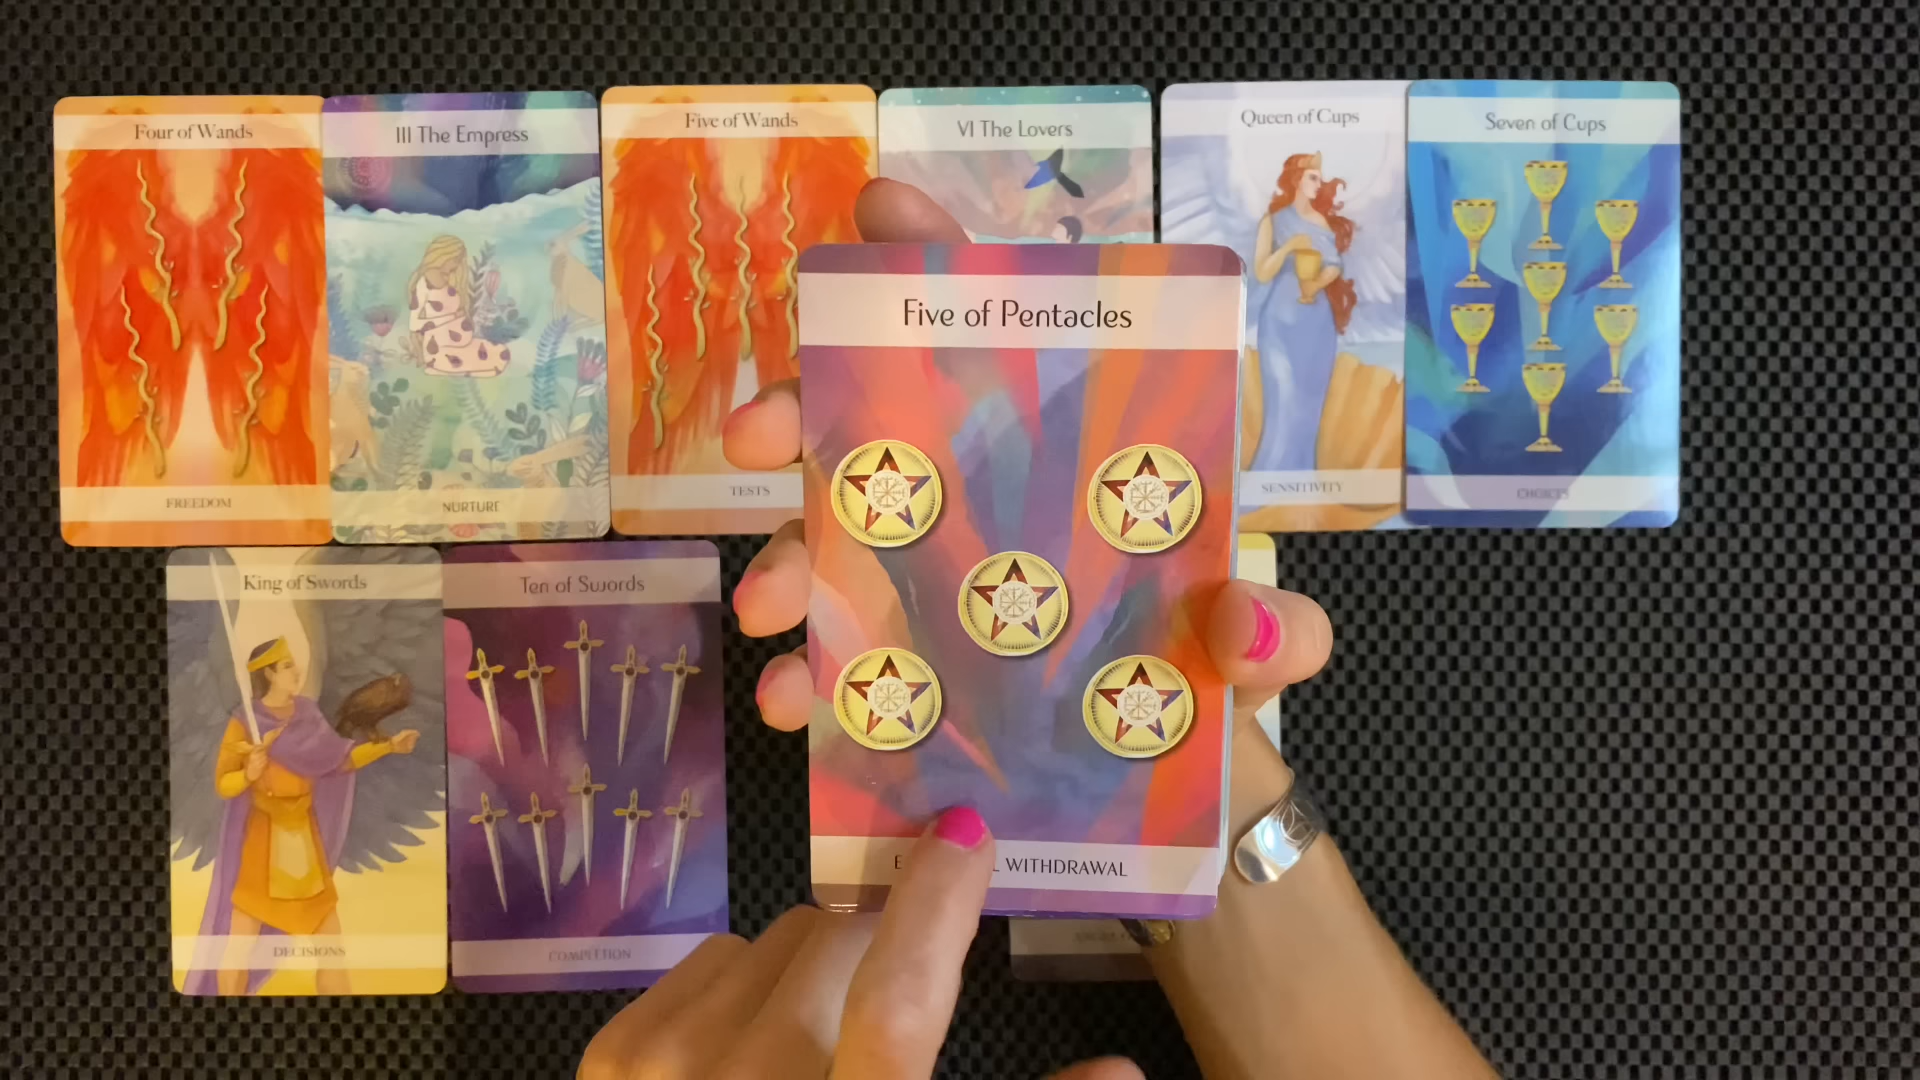 Four of Wands
III The Empress
Five of Wands
VI The Lovers
Queen of Cups
Seven of Cups
Five of Pentacles
FREEDOM
NURTURE
TESTS
SENSITIVITY
CHOICES
King of Swords
Ten of Swords
WITHDRAWAL
DECISIONS
COMPLETION